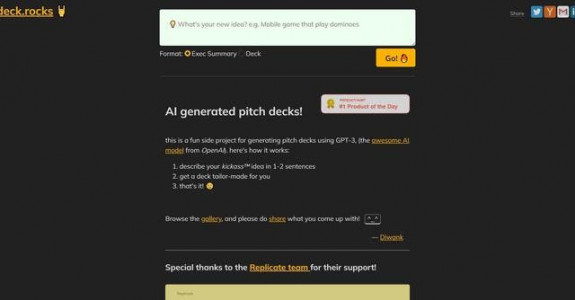 deck.rocks
Share
What's your new idea? e.g. Mobile game that play dominoes
Format: Exec Summary Deck
Go!
AI generated pitch decks!
PRODUCT HUNT
#1 Product of the Day
this is a fun side project for generating pitch decks using GPT-3, (the awesome AI
model from OpenAI), here's how it works:
1. describe your kickass™ idea in 1-2 sentences
2. get a deck tailor-made for you
3. that's it!
Browse the gallery, and please do share what you come up with! ^_^
— Diwank
Special thanks to the Replicate team for their support!
Replicate